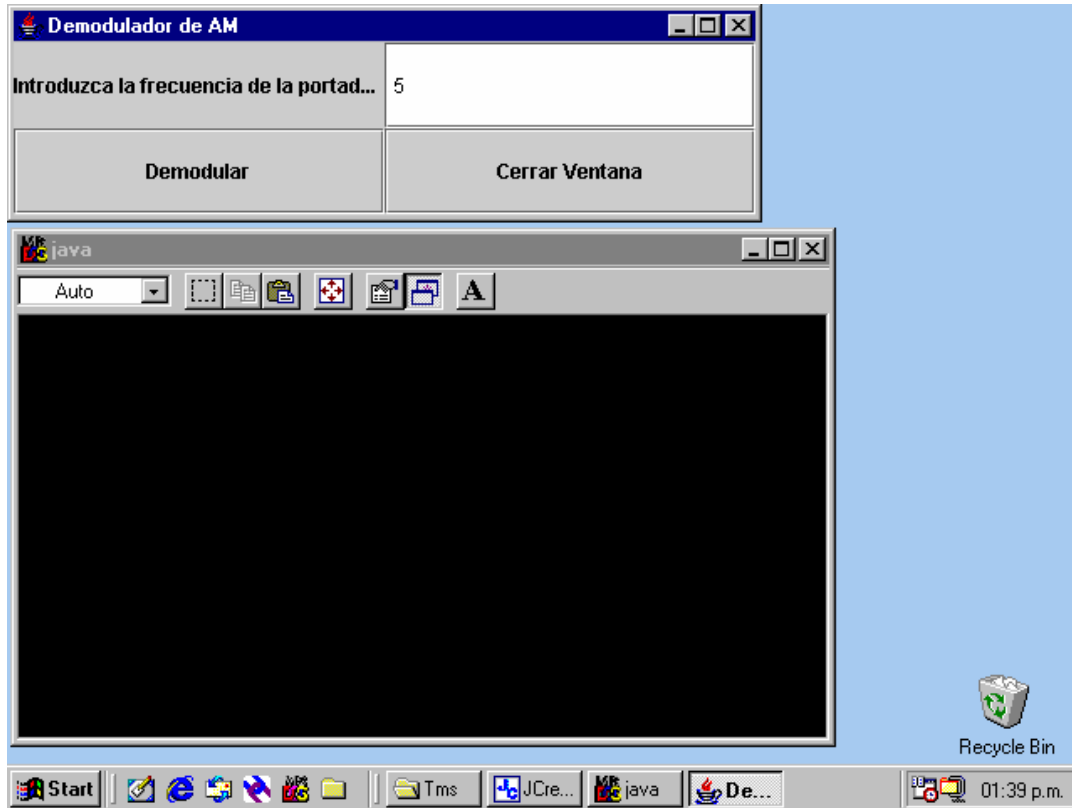 Demodulador de AM
Introduzca la frecuencia de la portad... 5
Demodular Cerrar Ventana
java
Auto A
Recycle Bin
Start Tms JCre... java De... 01:39 p.m.